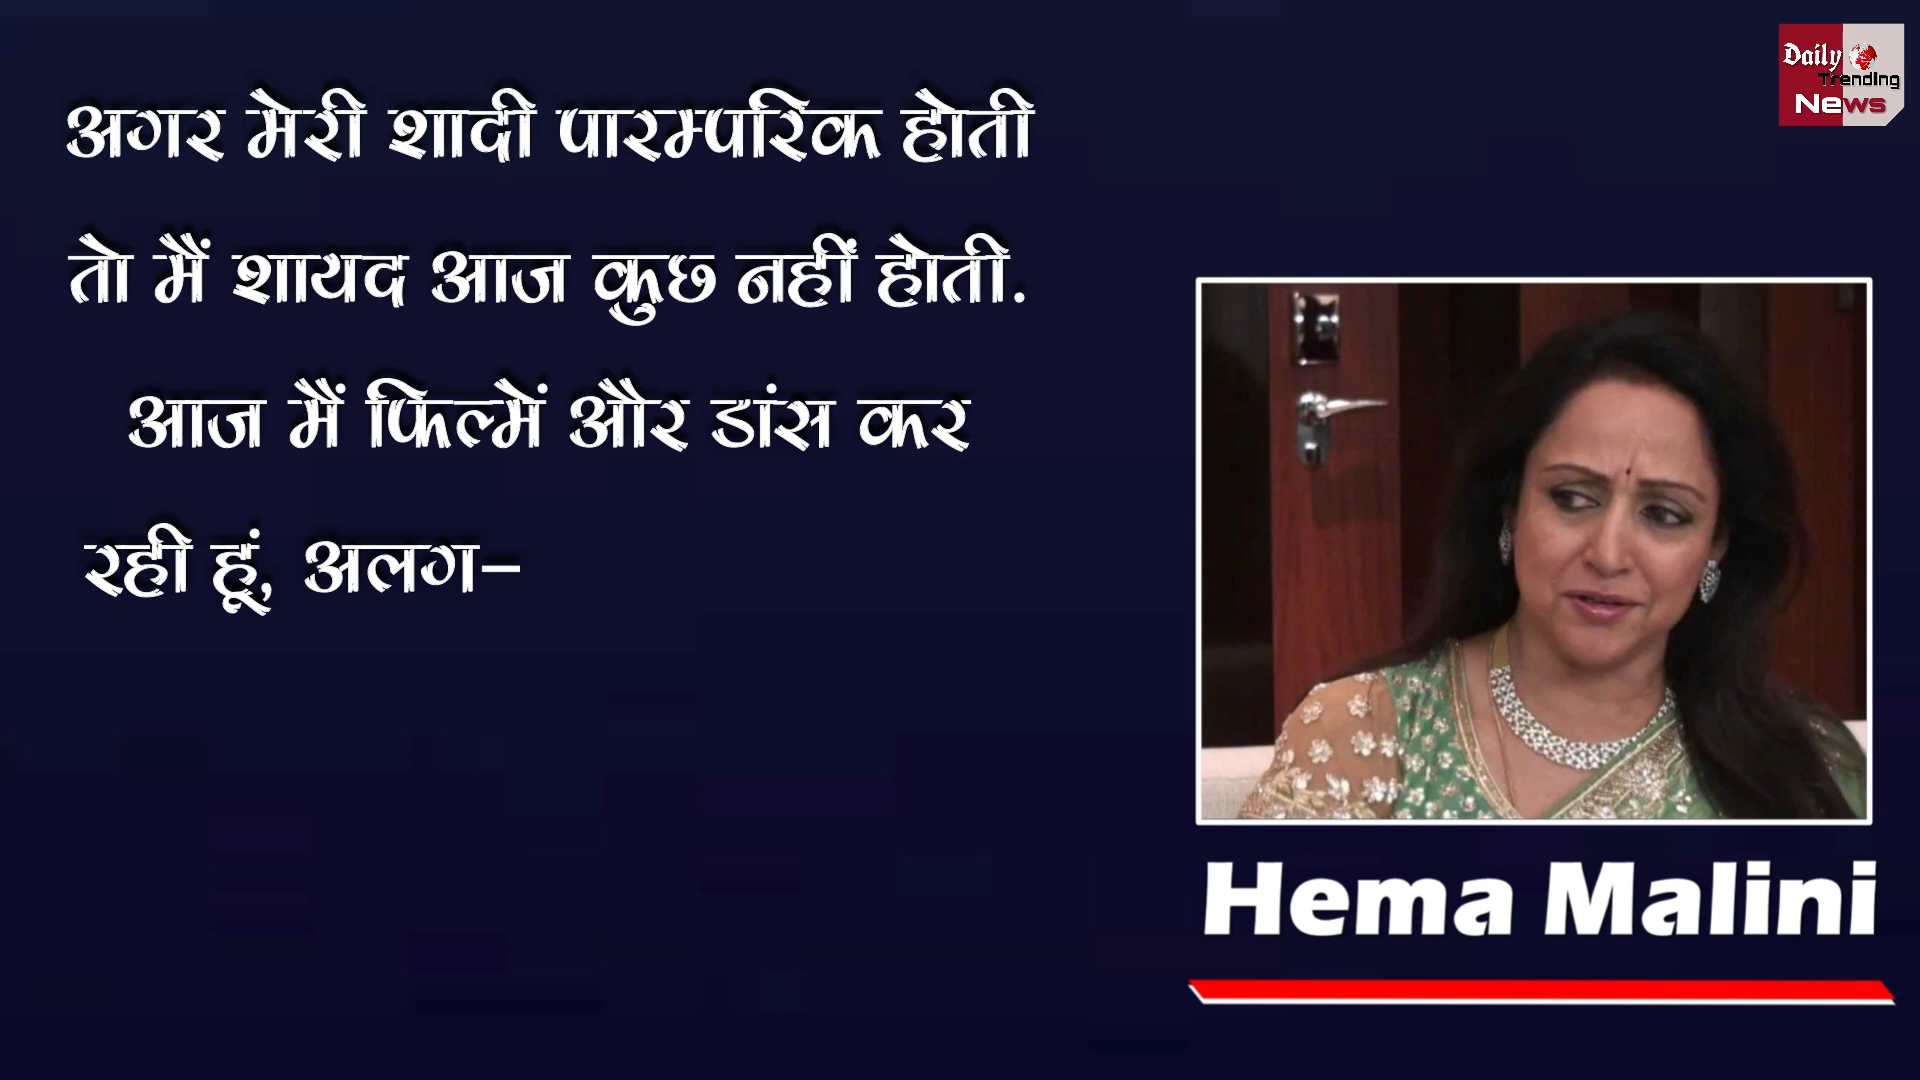 अगर मेरी शादी पारम्परिक होती
तो मैं शायद आज कुछ नहीं होती.
आज मैं फिल्में और डांस कर
रही हूं, अलग-
Daily
Trending
News
Hema Malini